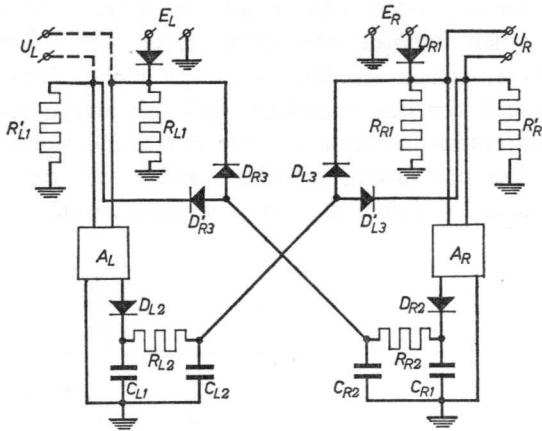 E_L
E_R
U_L
D_R1
U_R
R'_L1
R_L1
R_R1
R'_R
D_R3
D_L3
D'_R3
D'_L3
A_L
A_R
D_L2
D_R2
R_L2
R_R2
C_L1
C_L2
C_R2
C_R1